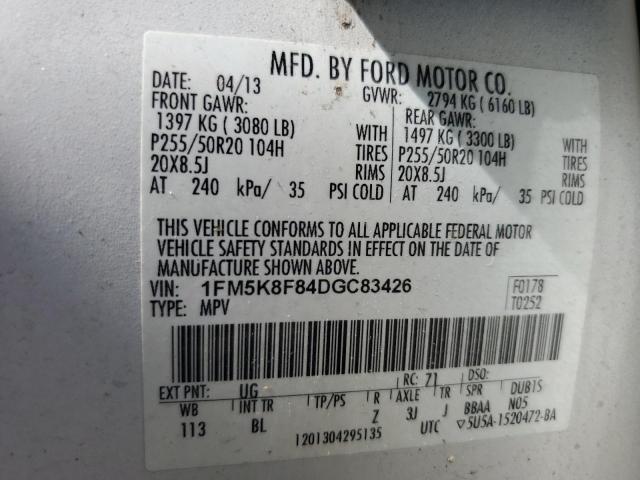 MFD. BY FORD MOTOR CO.
DATE: 04/13 GVWR: 2794 KG ( 6160 LB)
FRONT GAWR: REAR GAWR:
1397 KG ( 3080 LB) WITH 1497 KG ( 3300 LB) WITH
P255/50R20 104H TIRES P255/50R20 104H TIRES
20X8.5J RIMS 20X8.5J RIMS
AT 240 kPa/ 35 PSI COLD AT 240 kPa/ 35 PSI COLD
THIS VEHICLE CONFORMS TO ALL APPLICABLE FEDERAL MOTOR
VEHICLE SAFETY STANDARDS IN EFFECT ON THE DATE OF
MANUFACTURE SHOWN ABOVE.
VIN: 1FM5K8F84DGC83426 F0178
TYPE: MPV T0252
EXT PNT: UG RC: 71 DSO:
WB INT TR TP/PS R AXLE TR SPR DUB1S
113 BL Z 3J J BBAA N05
1201304295135 UTC ▽5U5A-1520472-BA